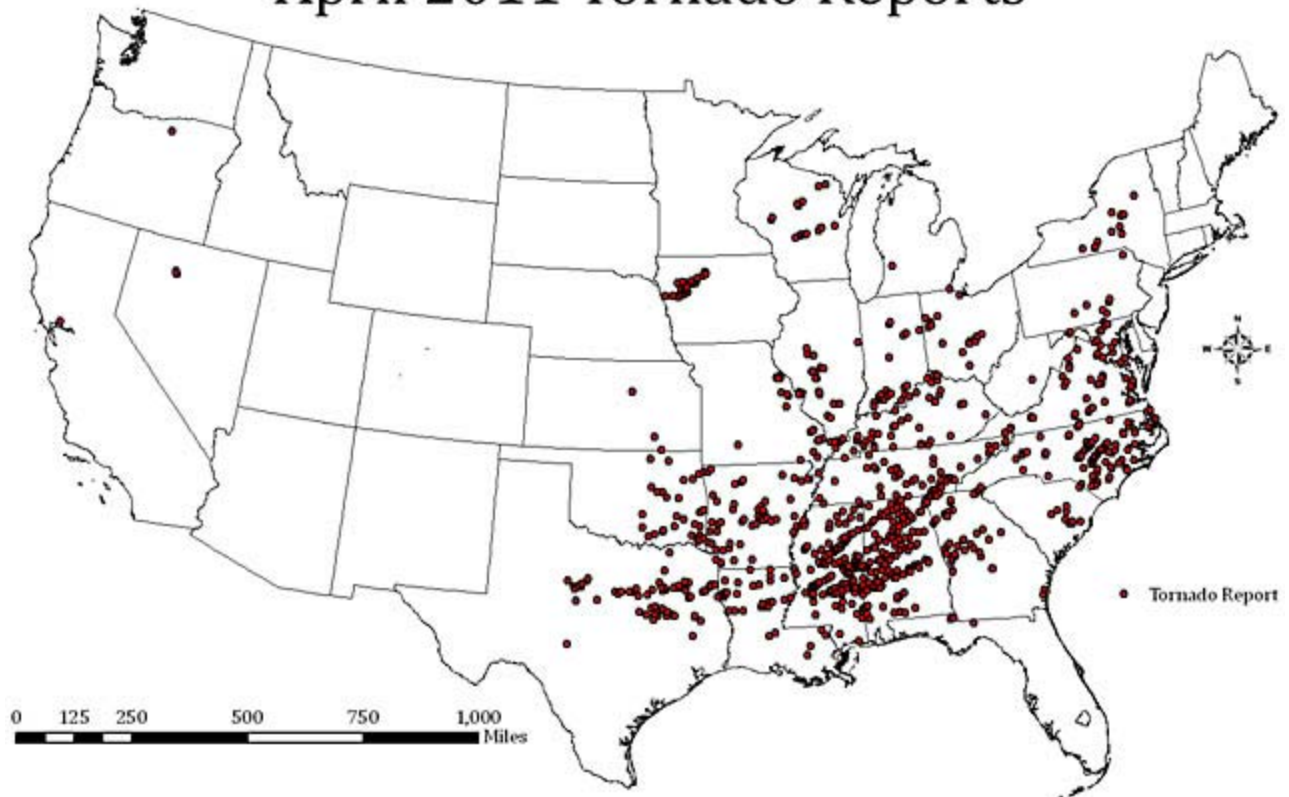 April 2011 Tornado Reports
N
W E
S
Tornado Report
0 125 250 500 750 1,000
Miles